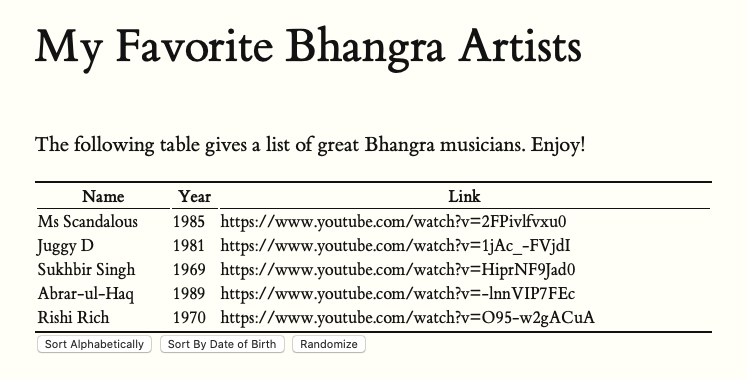 My Favorite Bhangra Artists
The following table gives a list of great Bhangra musicians. Enjoy!
Name Year Link
Ms Scandalous 1985 https://www.youtube.com/watch?v=2FPivlfvxu0
Juggy D 1981 https://www.youtube.com/watch?v=1jAc_-FVjdI
Sukhbir Singh 1969 https://www.youtube.com/watch?v=HiprNF9Jad0
Abrar-ul-Haq 1989 https://www.youtube.com/watch?v=-lnnVIP7FEc
Rishi Rich 1970 https://www.youtube.com/watch?v=O95-w2gACuA
Sort Alphabetically Sort By Date of Birth Randomize